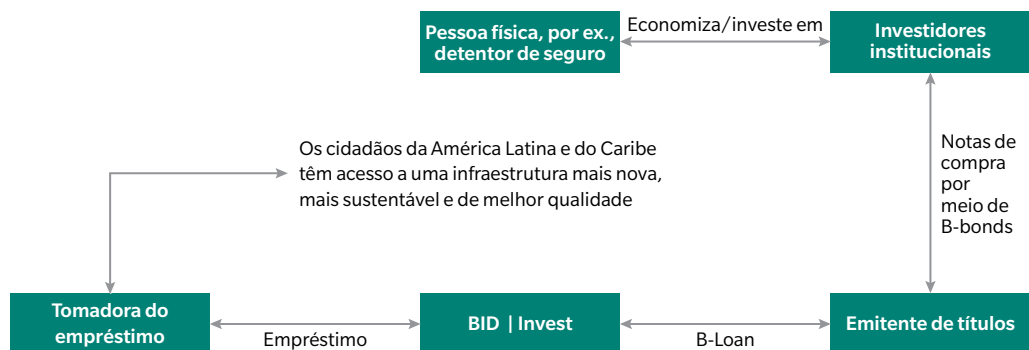 Pessoa física, por ex.,
detentor de seguro
Economiza/investe em
Investidores
institucionais
Os cidadãos da América Latina e do Caribe
têm acesso a uma infraestrutura mais nova,
mais sustentável e de melhor qualidade
Notas de
compra
por
meio de
B-bonds
Tomadora do
empréstimo
Empréstimo
BID | Invest
B-Loan
Emitente de títulos